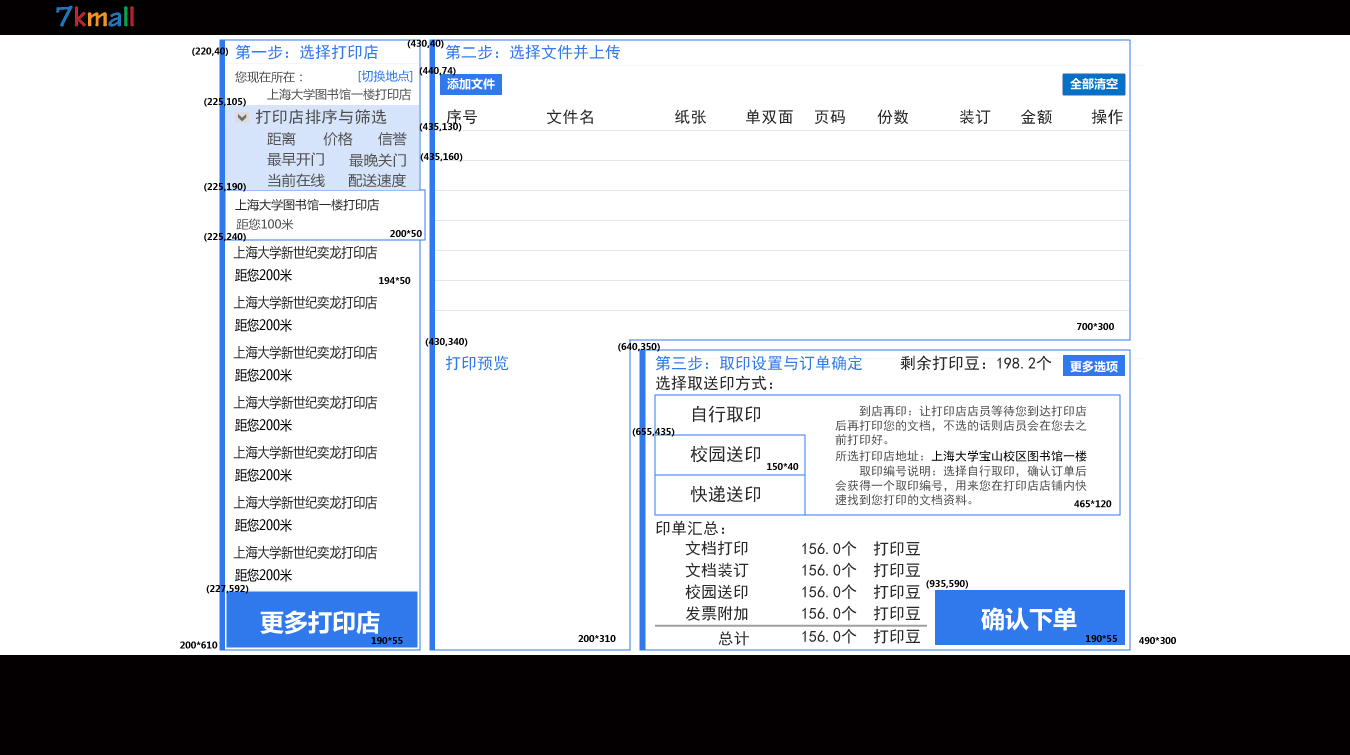 7kmall
(220,40)
第一步：选择打印店
您现在所在：
[切换地点]
上海大学图书馆一楼打印店
(225,105)
打印店排序与筛选
距离 价格 信誉
最早开门 最晚关门
当前在线 配送速度
(225,190)
上海大学图书馆一楼打印店
距您100米
200*50
(225,240)
上海大学新世纪奕龙打印店
距您200米
194*50
上海大学新世纪奕龙打印店
距您200米
上海大学新世纪奕龙打印店
距您200米
上海大学新世纪奕龙打印店
距您200米
上海大学新世纪奕龙打印店
距您200米
上海大学新世纪奕龙打印店
距您200米
上海大学新世纪奕龙打印店
距您200米
(227,592)
更多打印店
190*55
200*610
(430,40)
第二步：选择文件并上传
(440,74)
添加文件
全部清空
序号 文件名 纸张 单双面 页码 份数 装订 金额 操作
(435,130)
(435,160)
700*300
(430,340)
打印预览
200*310
(640,350)
第三步：取印设置与订单确定
剩余打印豆：198.2个
更多选项
选择取送印方式：
自行取印
(655,435)
校园送印
150*40
快递送印
到店再印：让打印店店员等待您到达打印店
后再打印您的文档，不选的话则店员会在您去之
前打印好。
所选打印店地址：上海大学宝山校区图书馆一楼
取印编号说明：选择自行取印，确认订单后
会获得一个取印编号，用来您在打印店店铺内快
速找到您打印的文档资料。
465*120
印单汇总：
文档打印 156.0个 打印豆
文档装订 156.0个 打印豆
校园送印 156.0个 打印豆
发票附加 156.0个 打印豆
总计 156.0个 打印豆
(935,590)
确认下单
190*55
490*300